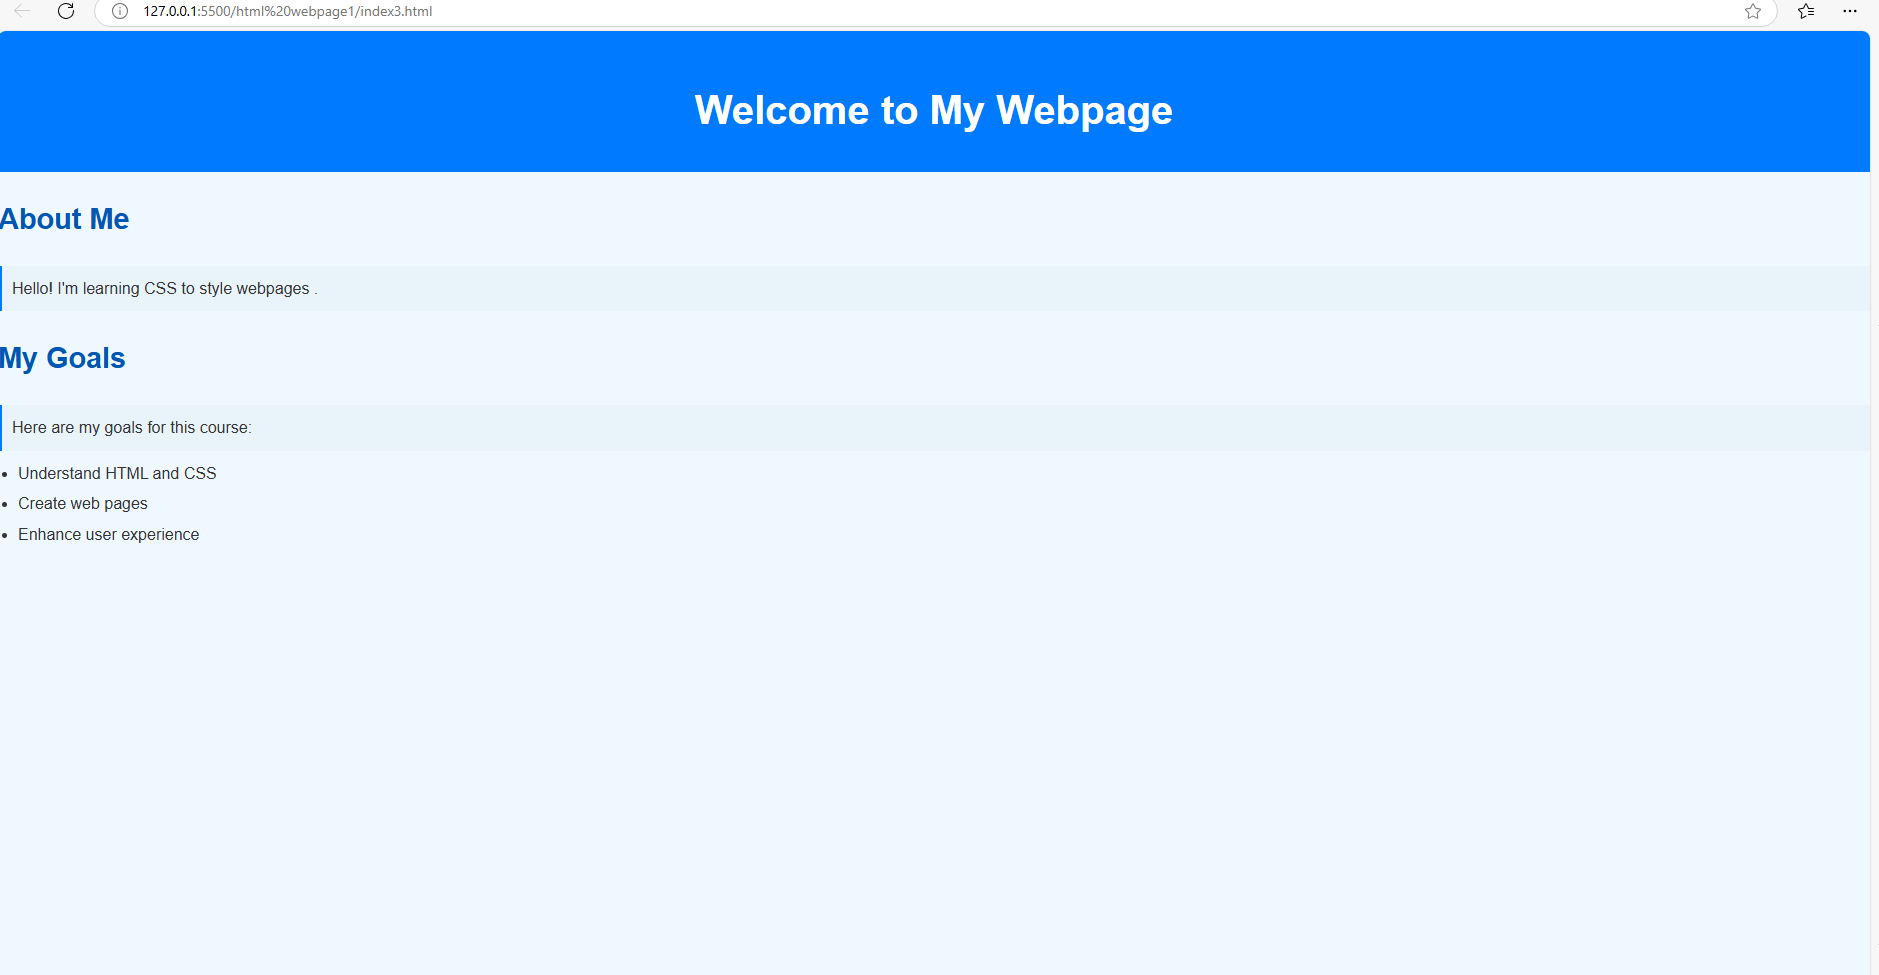 127.0.0.1:5500/html%20webpage1/index3.html
Welcome to My Webpage
About Me
Hello! I'm learning CSS to style webpages .
My Goals
Here are my goals for this course:
• Understand HTML and CSS
• Create web pages
• Enhance user experience